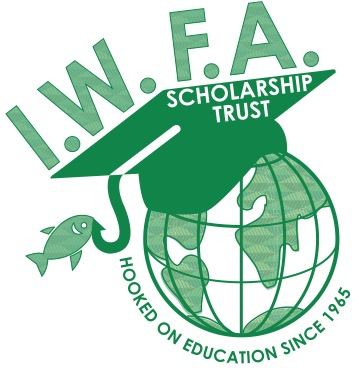 I.W.F.A.
SCHOLARSHIP
TRUST
HOOKED ON EDUCATION SINCE 1965